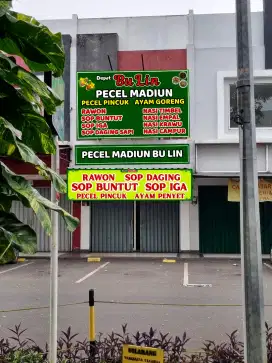 Depot
Bu Lin
PECEL MADIUN
PECEL PINCUK AYAM GORENG
RAWON
SOP BUNTUT
SOP IGA
SOP DAGING SAPI
NASI TIMBEL
NASI EMPAL
NASI KRAWU
NASI CAMPUR
PECEL MADIUN BU LIN
RAWON SOP DAGING
SOP BUNTUT SOP IGA
PECEL PINCUK AYAM PENYET